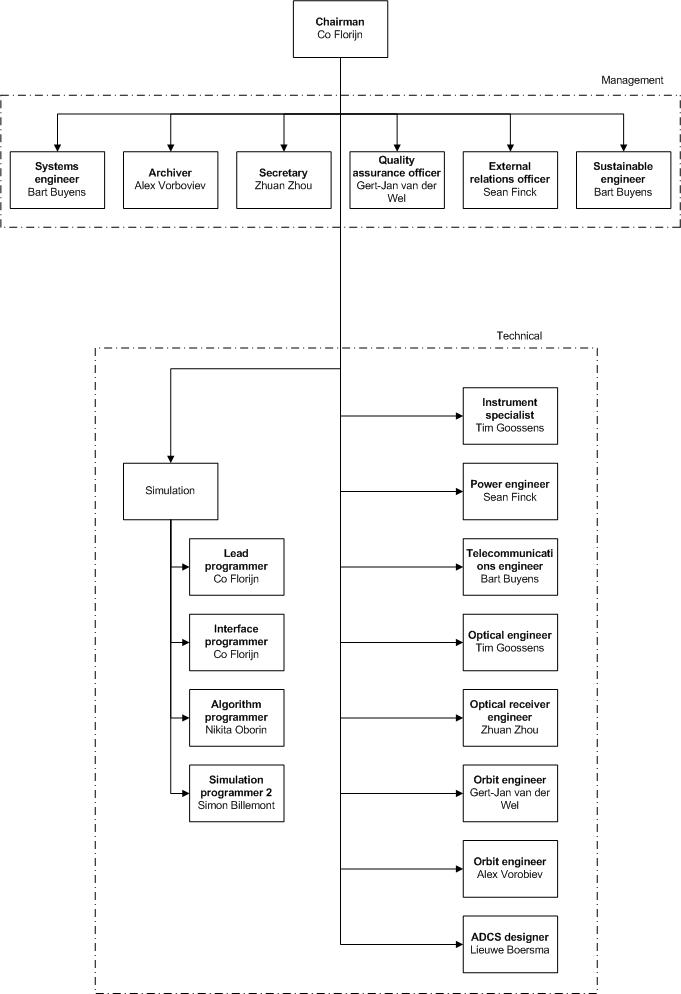 Chairman
Co Florijn
Management
Systems
engineer
Bart Buyens
Archiver
Alex Vorboviev
Secretary
Zhuan Zhou
Quality
assurance officer
Gert-Jan van der
Wel
External
relations officer
Sean Finck
Sustainable
engineer
Bart Buyens
Technical
Instrument
specialist
Tim Goossens
Simulation
Power engineer
Sean Finck
Lead
programmer
Co Florijn
Telecommunicati
ons engineer
Bart Buyens
Interface
programmer
Co Florijn
Optical engineer
Tim Goossens
Algorithm
programmer
Nikita Oborin
Optical receiver
engineer
Zhuan Zhou
Simulation
programmer 2
Simon Billemont
Orbit engineer
Gert-Jan van der
Wel
Orbit engineer
Alex Vorobiev
ADCS designer
Lieuwe Boersma